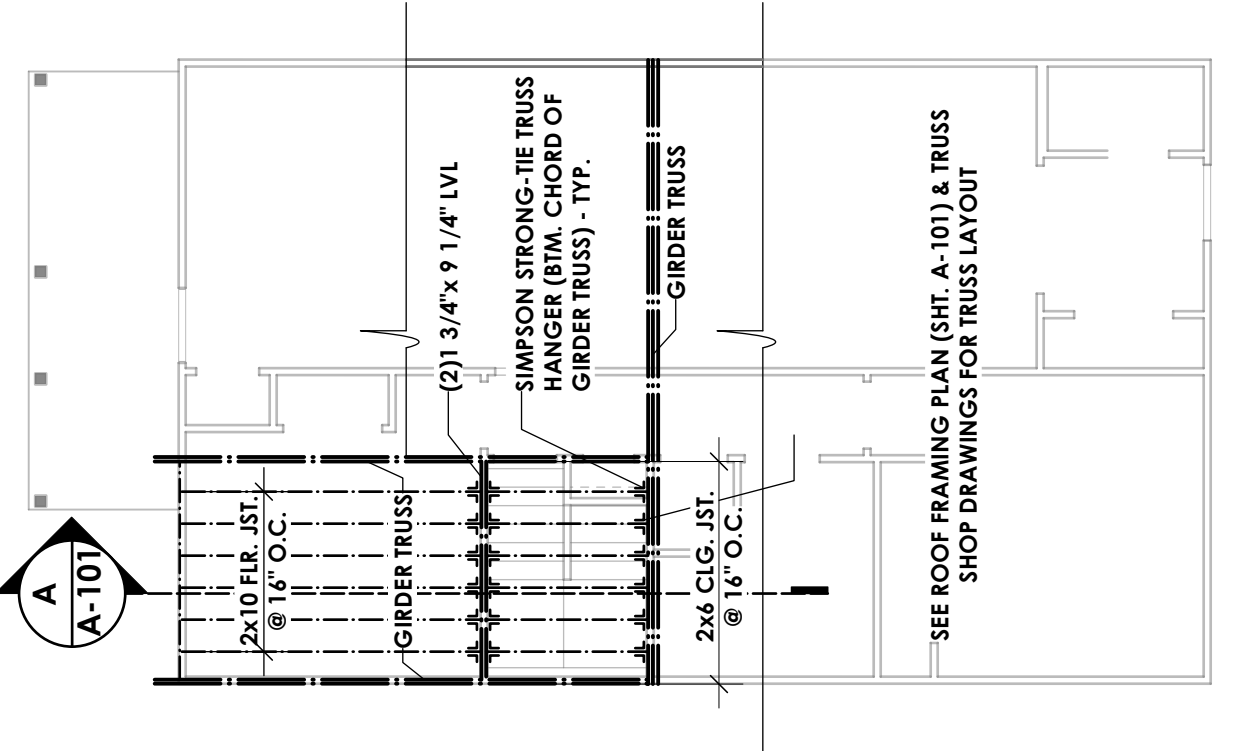 A
A-101
2x10 FLR. JST.
@ 16" O.C.
GIRDER TRUSS
(2)1 3/4"x 9 1/4" LVL
SIMPSON STRONG-TIE TRUSS
HANGER (BTM. CHORD OF
GIRDER TRUSS) - TYP.
GIRDER TRUSS
2x6 CLG. JST.
@ 16" O.C.
SEE ROOF FRAMING PLAN (SHT. A-101) & TRUSS
SHOP DRAWINGS FOR TRUSS LAYOUT